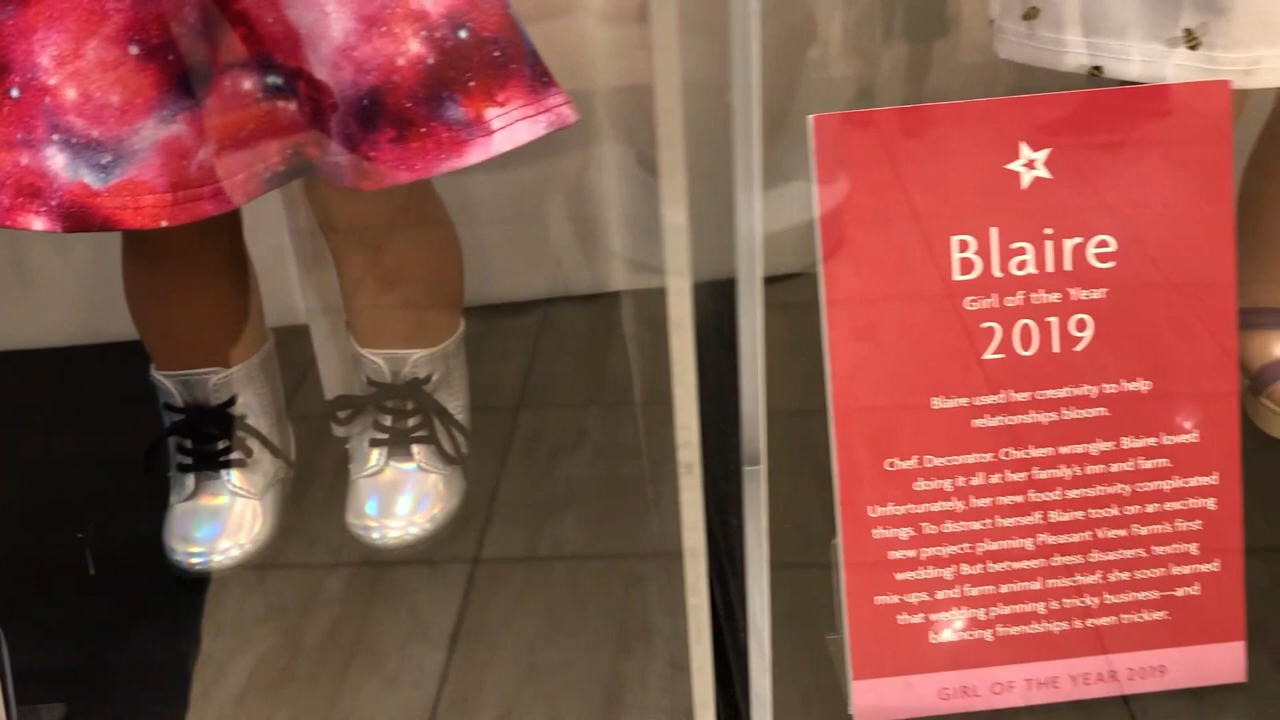 Blaire
Girl of the Year
2019
Blaire used her creativity to help
relationships bloom.
Chef. Decorator. Chicken wrangler. Blaire loved
doing it all at her family's inn and farm.
Unfortunately, her new food sensitivity complicated
things. To distract herself, Blaire took on an exciting
new project: planning Pleasant View Farm's first
wedding! But between dress disasters, texting
mix-ups, and farm animal mischief, she soon learned
that wedding planning is tricky business—and
balancing friendships is even trickier.
GIRL OF THE YEAR 2019